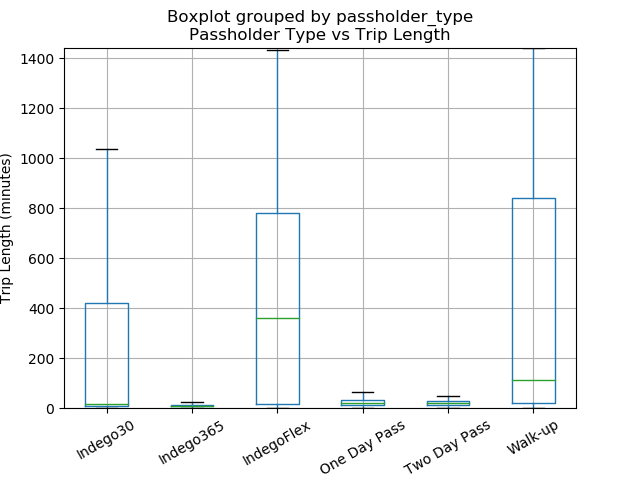 Boxplot grouped by passholder_type
Passholder Type vs Trip Length
1400
1200
1000
800
600
400
200
0
Trip Length (minutes)
Indego30
Indego365
IndegoFlex
One Day Pass
Two Day Pass
Walk-up